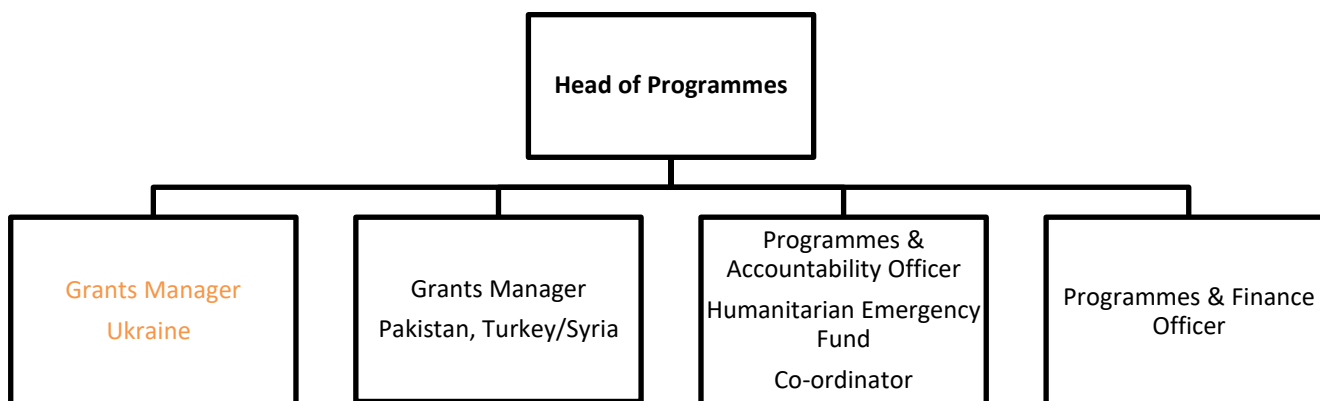 Head of Programmes
Grants Manager
Ukraine
Grants Manager
Pakistan, Turkey/Syria
Programmes &
Accountability Officer
Humanitarian Emergency
Fund
Co-ordinator
Programmes & Finance
Officer